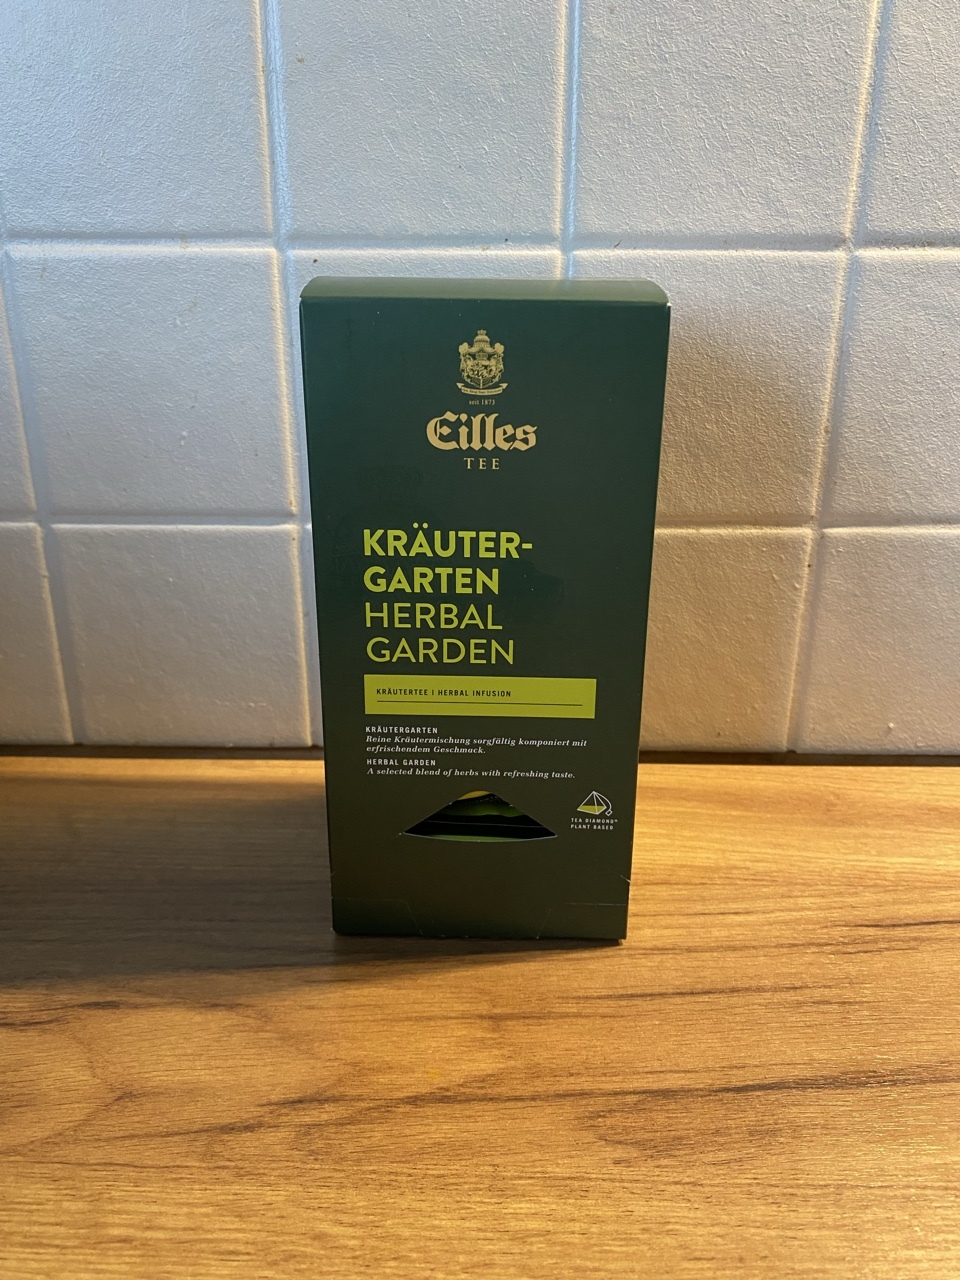 seit 1873
Eilles
TEE
KRÄUTER-
GARTEN
HERBAL
GARDEN
KRÄUTERTEE | HERBAL INFUSION
KRÄUTERGARTEN
Reine Kräutermischung sorgfältig komponiert mit
erfrischendem Geschmack.
HERBAL GARDEN
A selected blend of herbs with refreshing taste.
TEA DIAMOND®
PLANT BASED